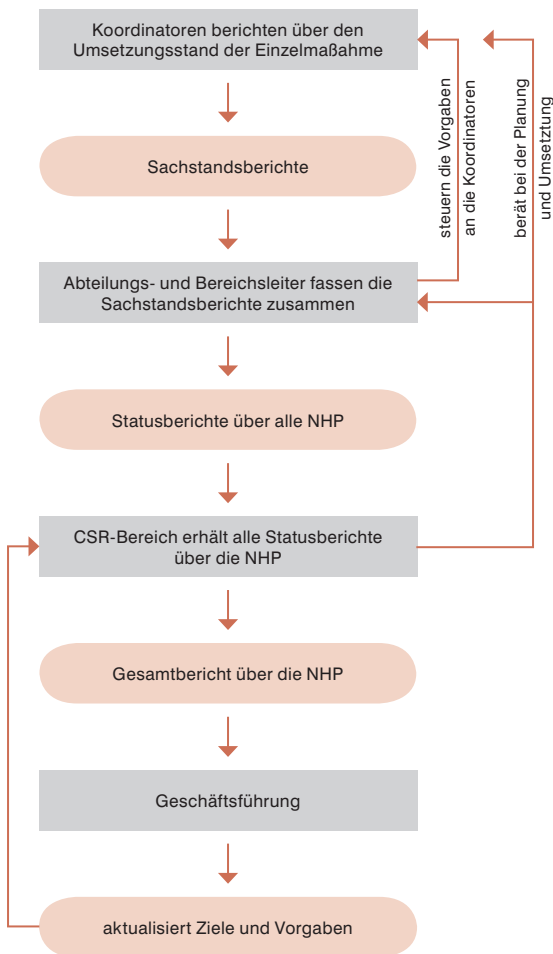 Koordinatoren berichten über den
Umsetzungsstand der Einzelmaßahme
steuern die Vorgaben
an die Koordinatoren
berät bei der Planung
und Umsetztung
Sachstandsberichte
Abteilungs- und Bereichsleiter fassen die
Sachstandsberichte zusammen
Statusberichte über alle NHP
CSR-Bereich erhält alle Statusberichte
über die NHP
Gesamtbericht über die NHP
Geschäftsführung
aktualisiert Ziele und Vorgaben